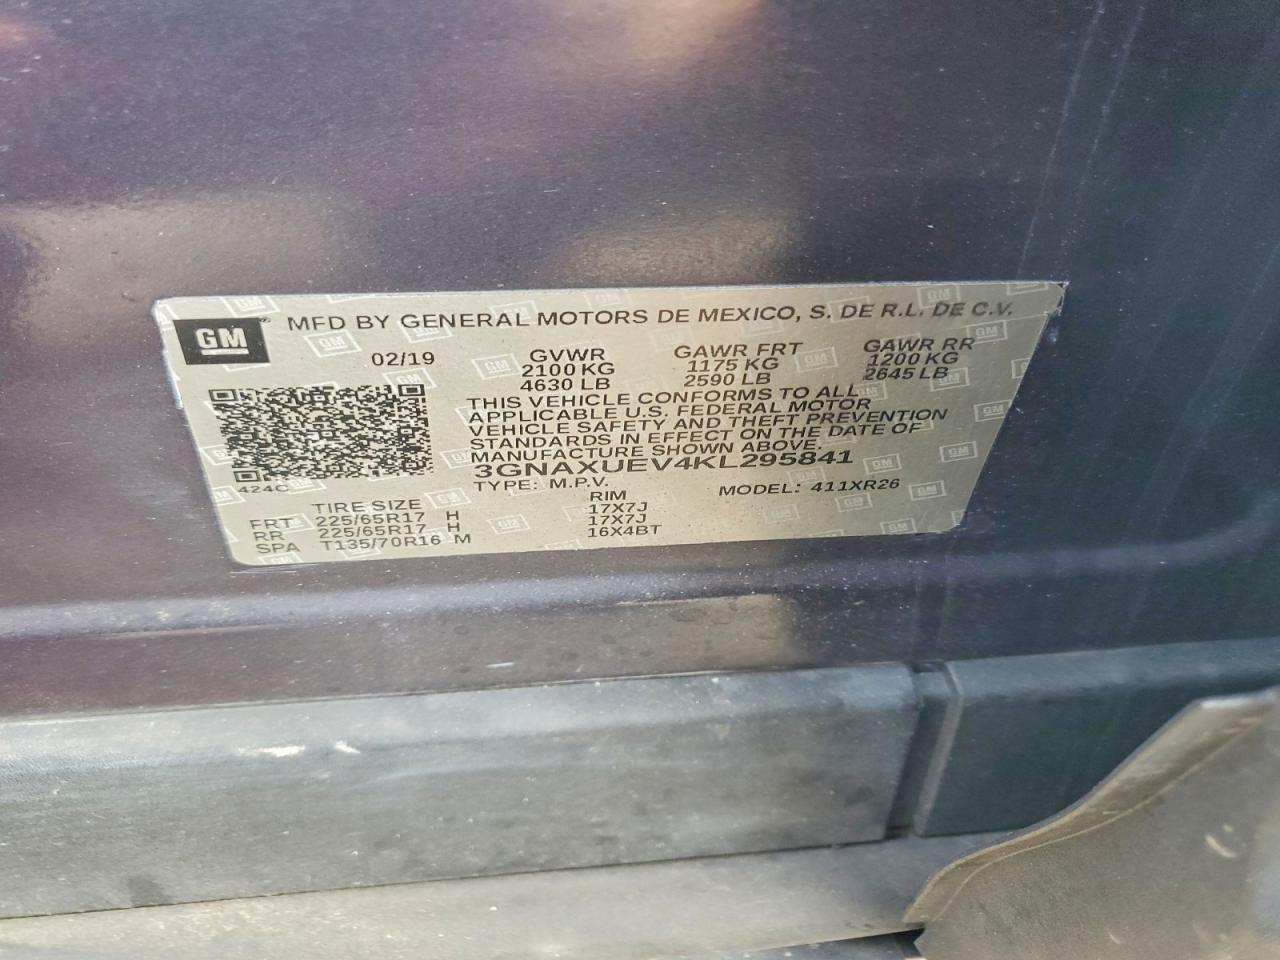 GM MFD BY GENERAL MOTORS DE MEXICO, S. DE R.L. DE C.V.
02/19 GVWR GAWR FRT GAWR RR
2100 KG 1175 KG 1200 KG
4630 LB 2590 LB 2645 LB
THIS VEHICLE CONFORMS TO ALL
APPLICABLE U.S. FEDERAL MOTOR
VEHICLE SAFETY AND THEFT PREVENTION
STANDARDS IN EFFECT ON THE DATE OF
MANUFACTURE SHOWN ABOVE.
3GNAXUEV4KL295841
424C TYPE: M.P.V. MODEL: 411XR26
TIRE SIZE RIM
FRT 225/65R17 H 17X7J
RR 225/65R17 H 17X7J
SPA T135/70R16 M 16X4BT